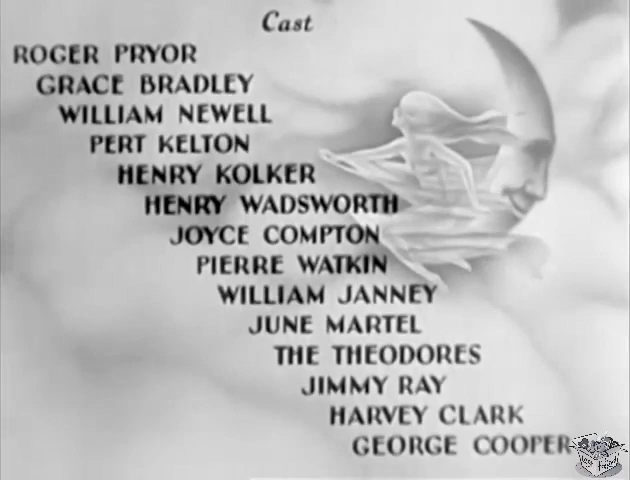 Cast
ROGER PRYOR
GRACE BRADLEY
WILLIAM NEWELL
PERT KELTON
HENRY KOLKER
HENRY WADSWORTH
JOYCE COMPTON
PIERRE WATKIN
WILLIAM JANNEY
JUNE MARTEL
THE THEODORES
JIMMY RAY
HARVEY CLARK
GEORGE COOPER